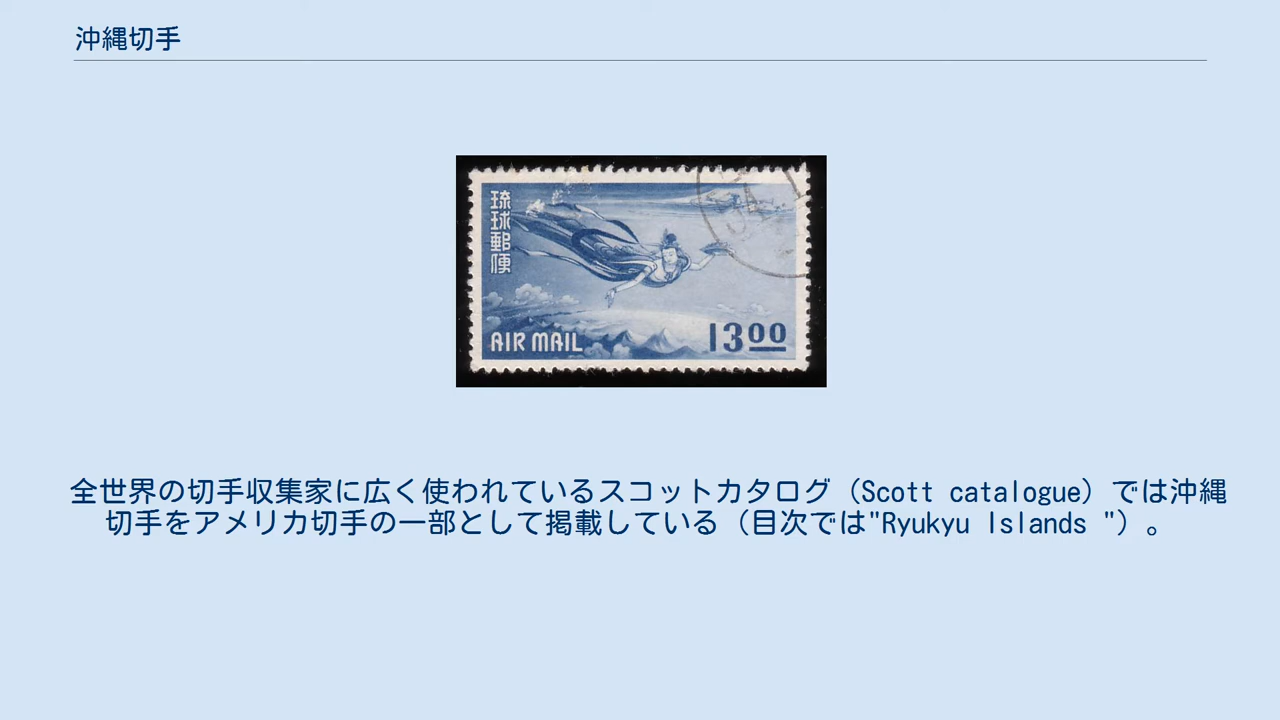 沖縄切手
琉球郵便
AIR MAIL
1300
全世界の切手収集家に広く使われているスコットカタログ（Scott catalogue）では沖縄
切手をアメリカ切手の一部として掲載している（目次では"Ryukyu Islands "）。